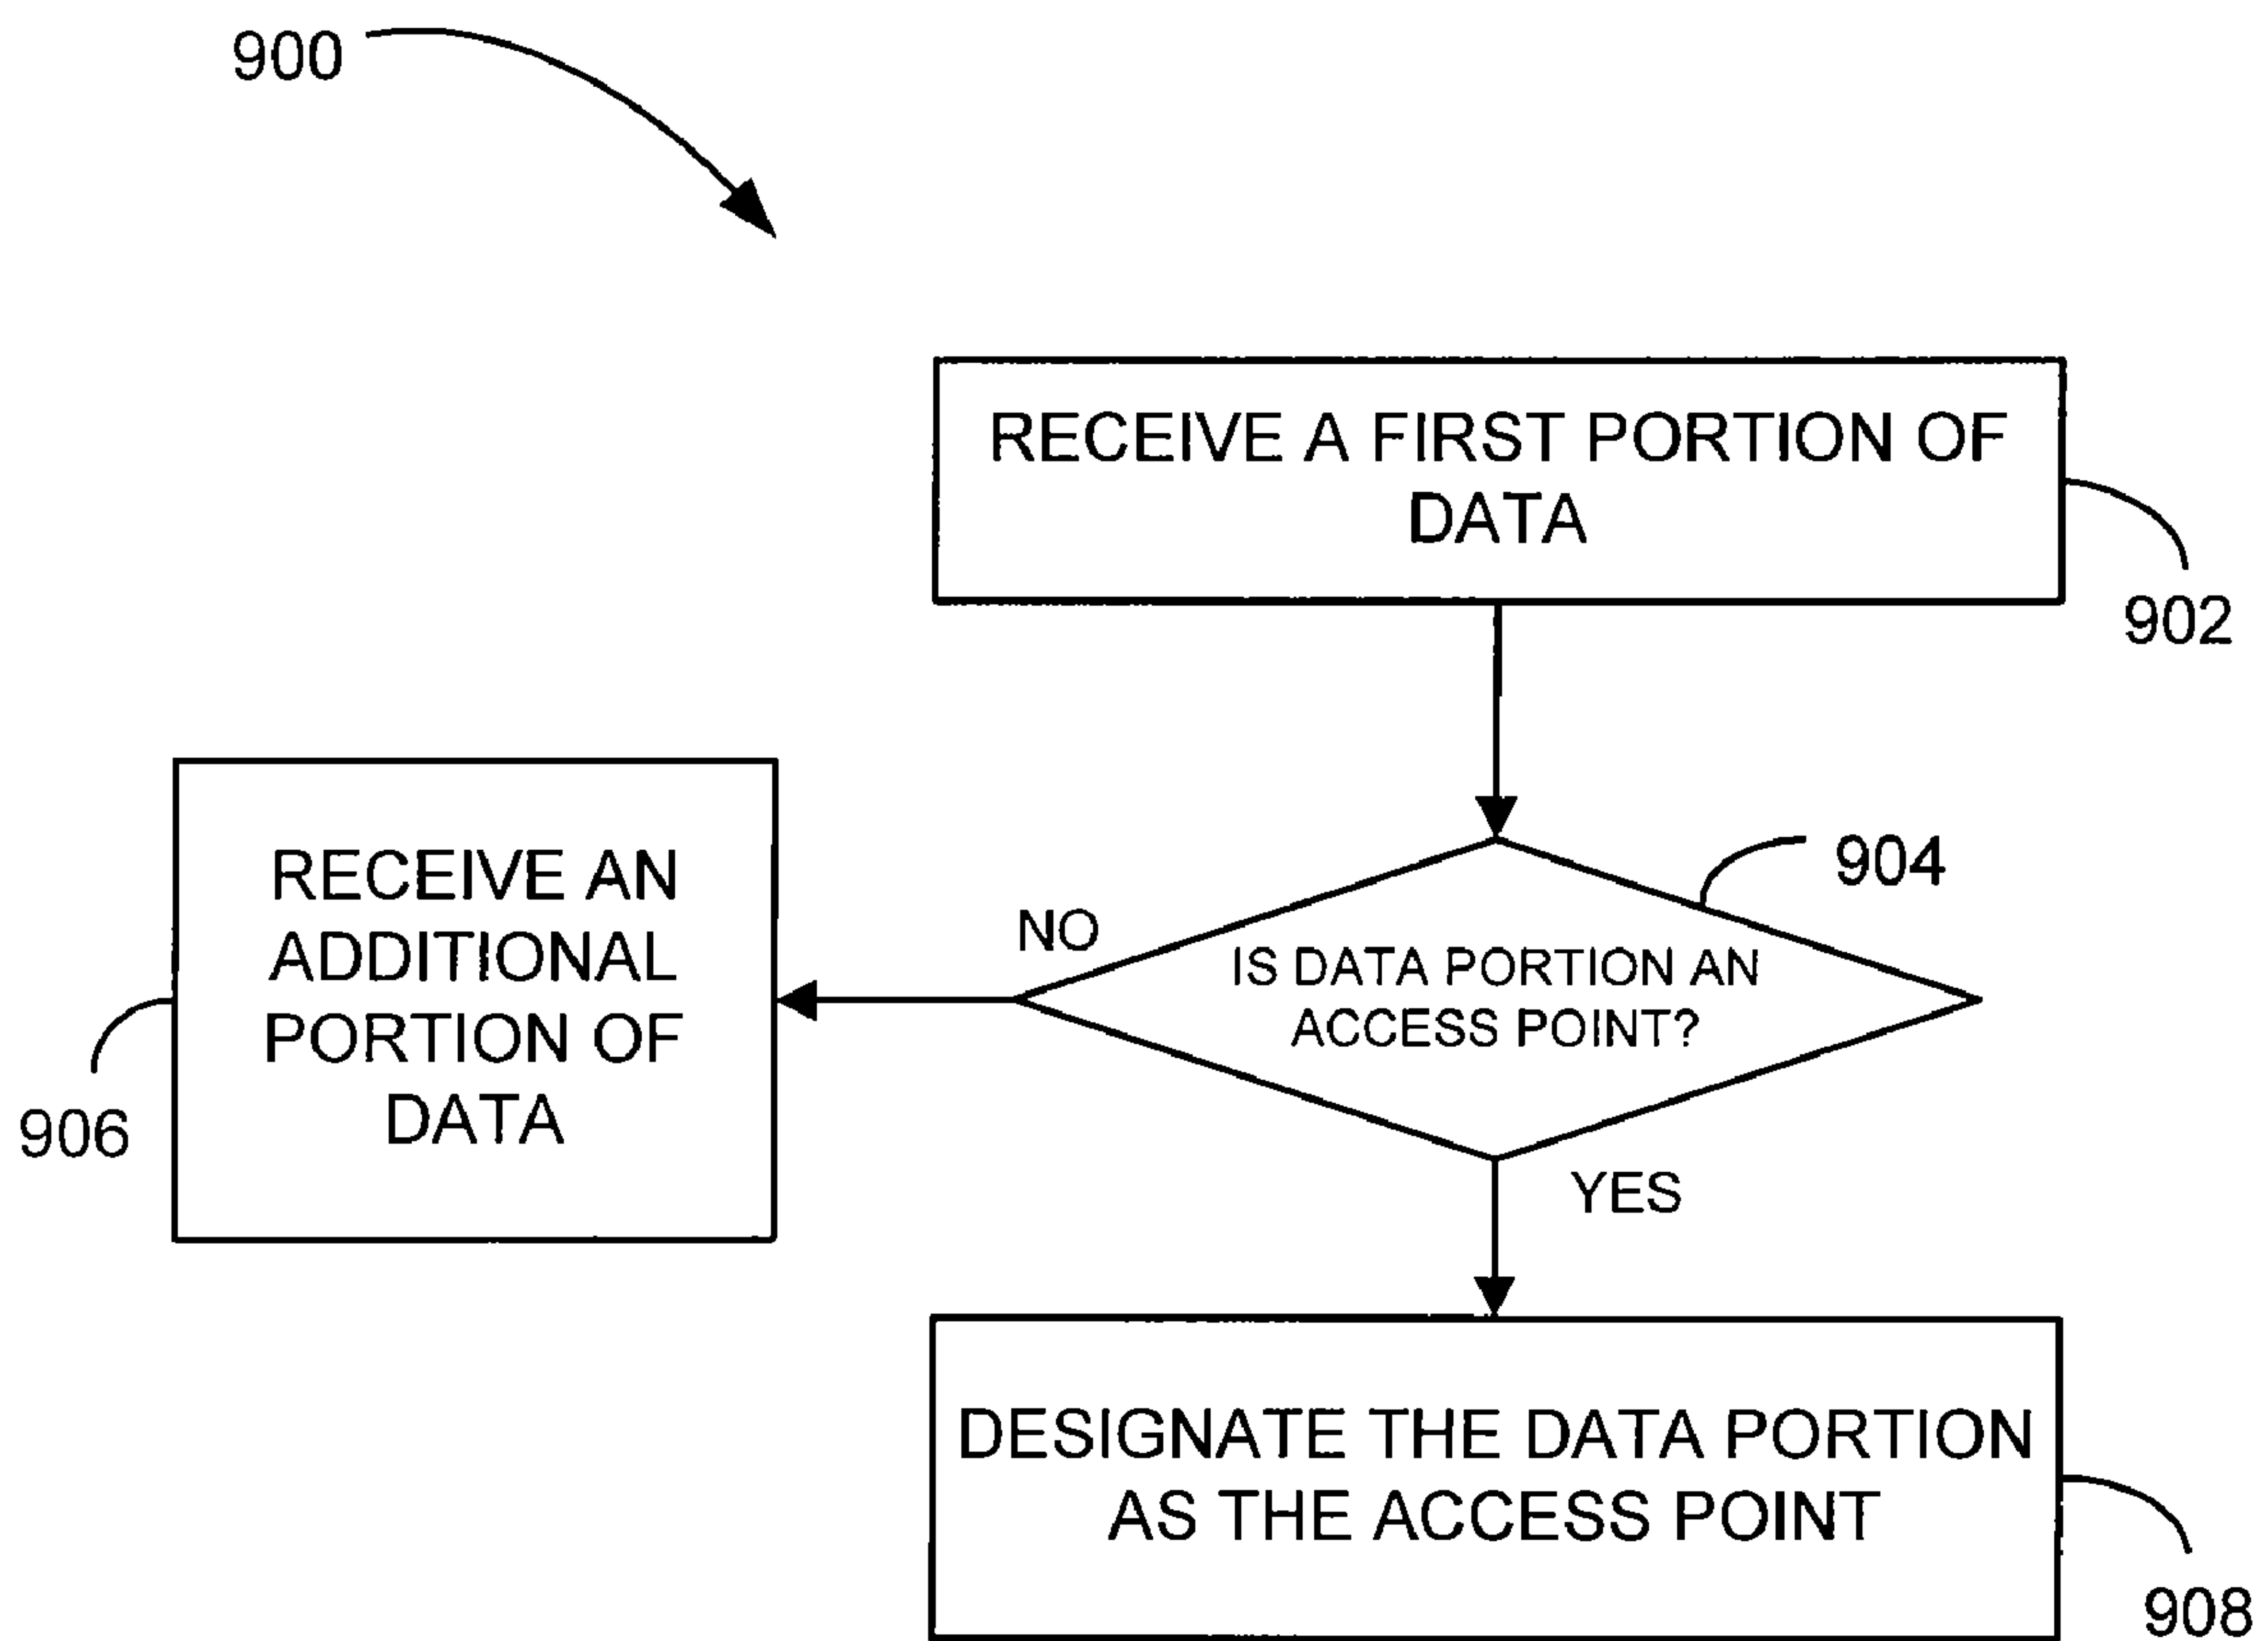 900
RECEIVE A FIRST PORTION OF
DATA
902
904
NO
IS DATA PORTION AN
ACCESS POINT?
RECEIVE AN
ADDITIONAL
PORTION OF
DATA
906
YES
DESIGNATE THE DATA PORTION
AS THE ACCESS POINT
908